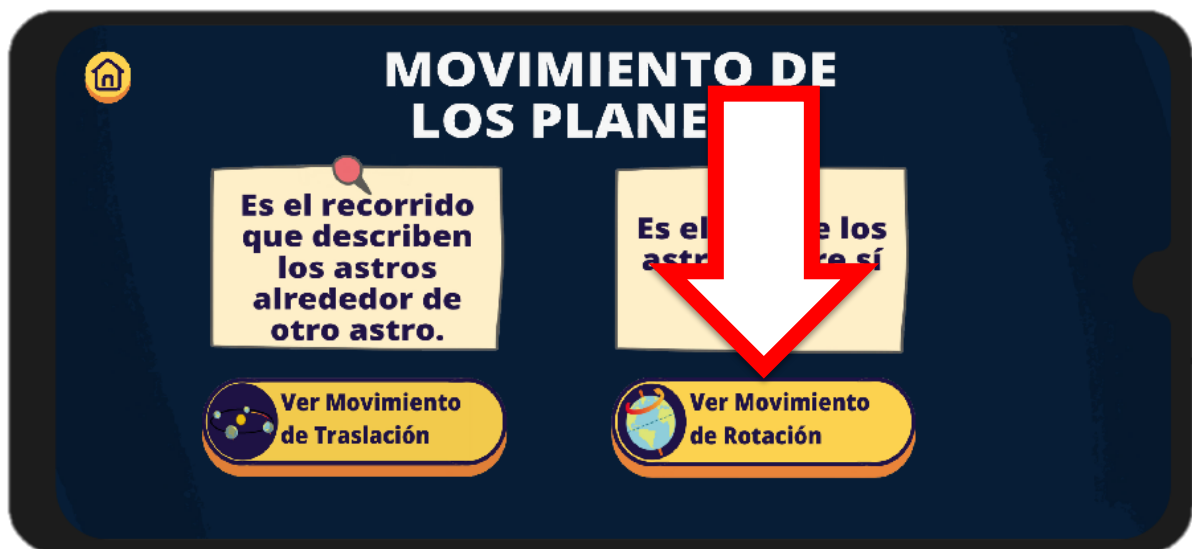 MOVIMIENTO DE
LOS PLANE
Es el recorrido
que describen
los astros
alrededor de
otro astro.
Es el los
sí
Ver Movimiento
de Traslación
Ver Movimiento
de Rotación